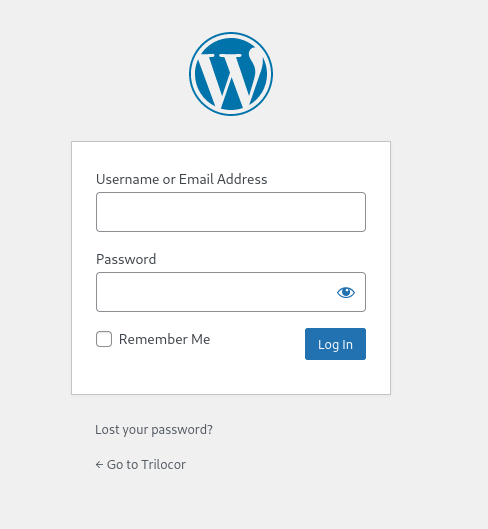 Username or Email Address
Password
Remember Me
Log In
Lost your password?
← Go to Trilocor